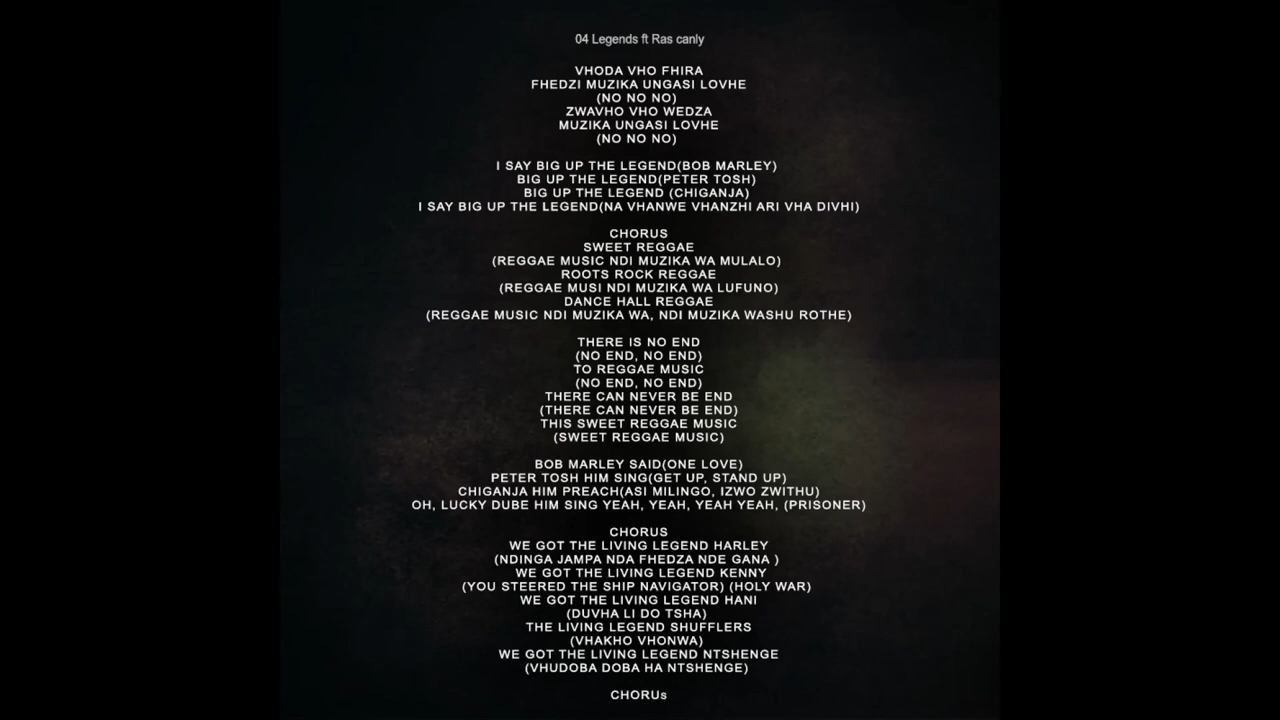 04 Legends ft Ras canly
VHODA VHO FHIRA
FHEDZI MUZIKA UNGASI LOVHE
(NO NO NO)
ZWAVHO VHO WEDZA
MUZIKA UNGASI LOVHE
(NO NO NO)
I SAY BIG UP THE LEGEND(BOB MARLEY)
BIG UP THE LEGEND(PETER TOSH)
BIG UP THE LEGEND (CHIGANJA)
I SAY BIG UP THE LEGEND(NA VHANWE VHANZHI ARI VHA DIVHI)
CHORUS
SWEET REGGAE
(REGGAE MUSIC NDI MUZIKA WA MULALO)
ROOTS ROCK REGGAE
(REGGAE MUSI NDI MUZIKA WA LUFUNO)
DANCE HALL REGGAE
(REGGAE MUSIC NDI MUZIKA WA, NDI MUZIKA WASHU ROTHE)
THERE IS NO END
(NO END, NO END)
TO REGGAE MUSIC
(NO END, NO END)
THERE CAN NEVER BE END
(THERE CAN NEVER BE END)
THIS SWEET REGGAE MUSIC
(SWEET REGGAE MUSIC)
BOB MARLEY SAID(ONE LOVE)
PETER TOSH HIM SING(GET UP, STAND UP)
CHIGANJA HIM PREACH(ASI MILINGO, IZWO ZWITHU)
OH, LUCKY DUBE HIM SING YEAH, YEAH, YEAH YEAH, (PRISONER)
CHORUS
WE GOT THE LIVING LEGEND HARLEY
(NDINGA JAMPA NDA FHEDZA NDE GANA )
WE GOT THE LIVING LEGEND KENNY
(YOU STEERED THE SHIP NAVIGATOR) (HOLY WAR)
WE GOT THE LIVING LEGEND HANI
(DUVHA LI DO TSHA)
THE LIVING LEGEND SHUFFLERS
(VHAKHO VHONWA)
WE GOT THE LIVING LEGEND NTSHENGE
(VHUDOBA DOBA HA NTSHENGE)
CHORUs